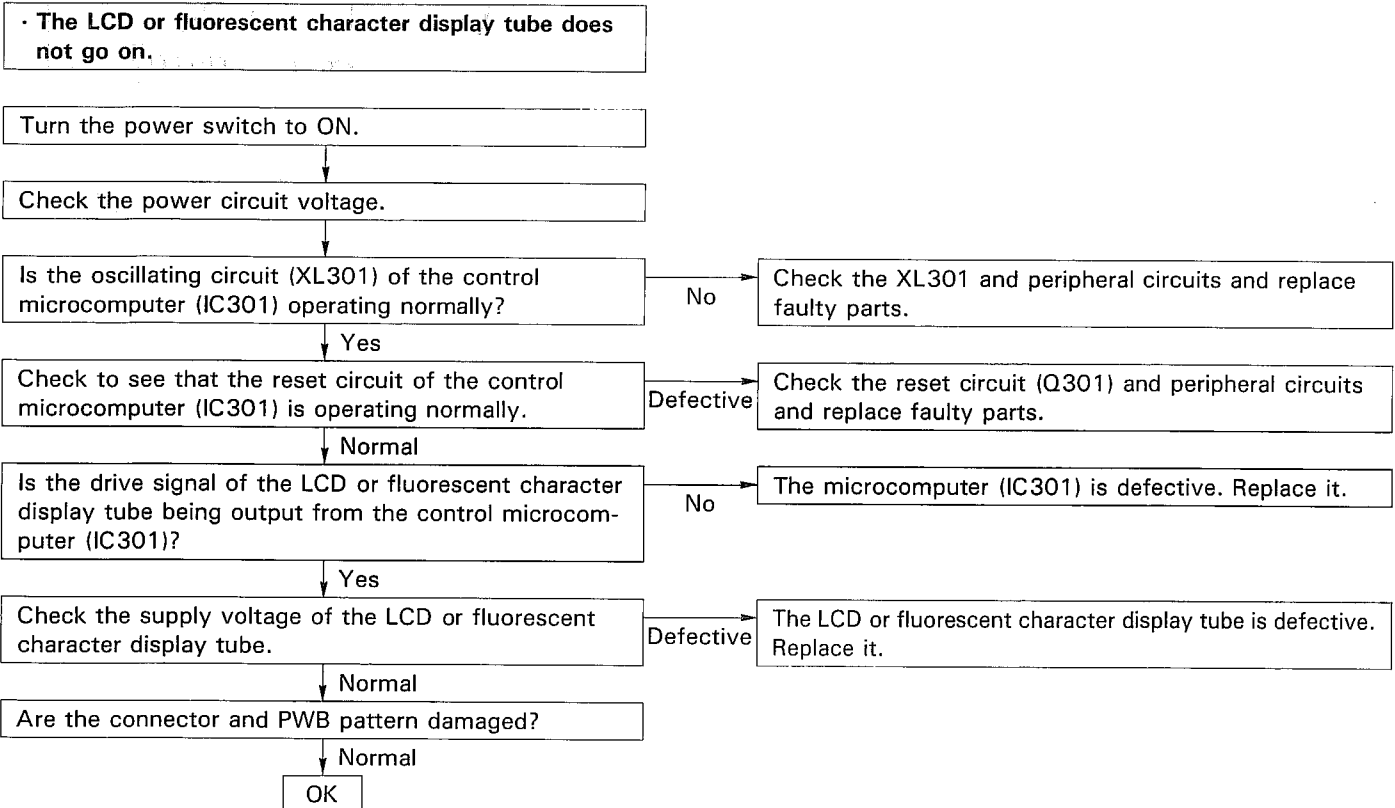 · The LCD or fluorescent character display tube does
not go on.
Turn the power switch to ON.
Check the power circuit voltage.
Is the oscillating circuit (XL301) of the control
microcomputer (IC301) operating normally?
No
Check the XL301 and peripheral circuits and replace
faulty parts.
Yes
Check to see that the reset circuit of the control
microcomputer (IC301) is operating normally.
Defective
Check the reset circuit (Q301) and peripheral circuits
and replace faulty parts.
Normal
Is the drive signal of the LCD or fluorescent character
display tube being output from the control microcom-
puter (IC301)?
No
The microcomputer (IC301) is defective. Replace it.
Yes
Check the supply voltage of the LCD or fluorescent
character display tube.
Defective
The LCD or fluorescent character display tube is defective.
Replace it.
Normal
Are the connector and PWB pattern damaged?
Normal
OK